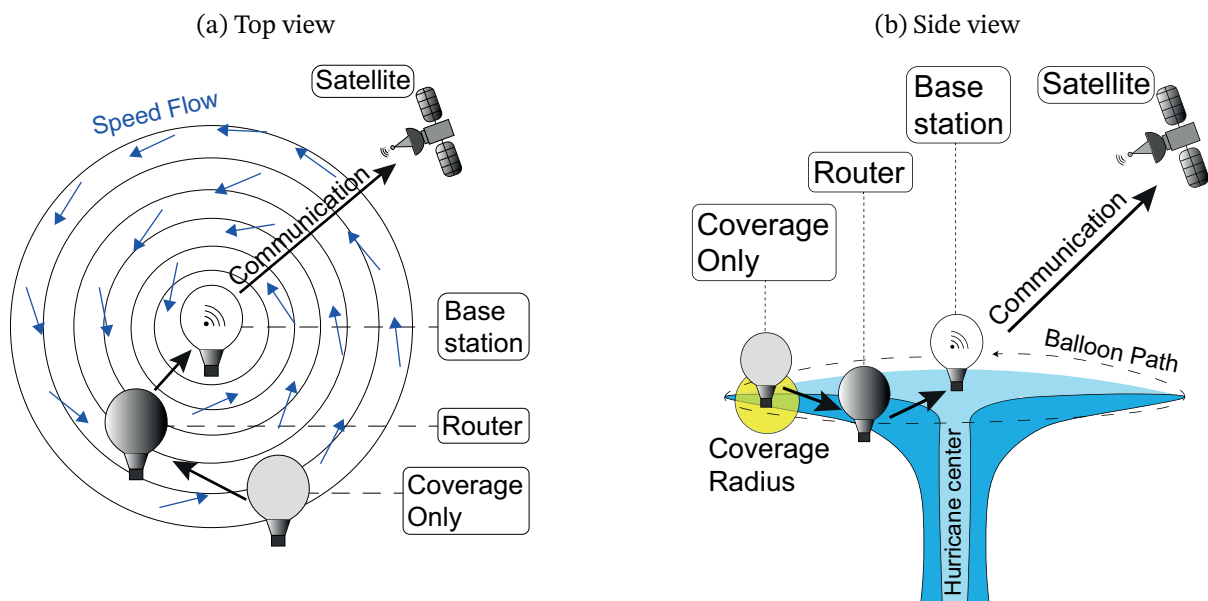 (a) Top view
Satellite
Speed Flow
Communication
Base
station
Router
Coverage
Only
(b) Side view
Base
station
Satellite
Router
Coverage
Only
Communication
Balloon Path
Coverage
Radius
Hurricane center